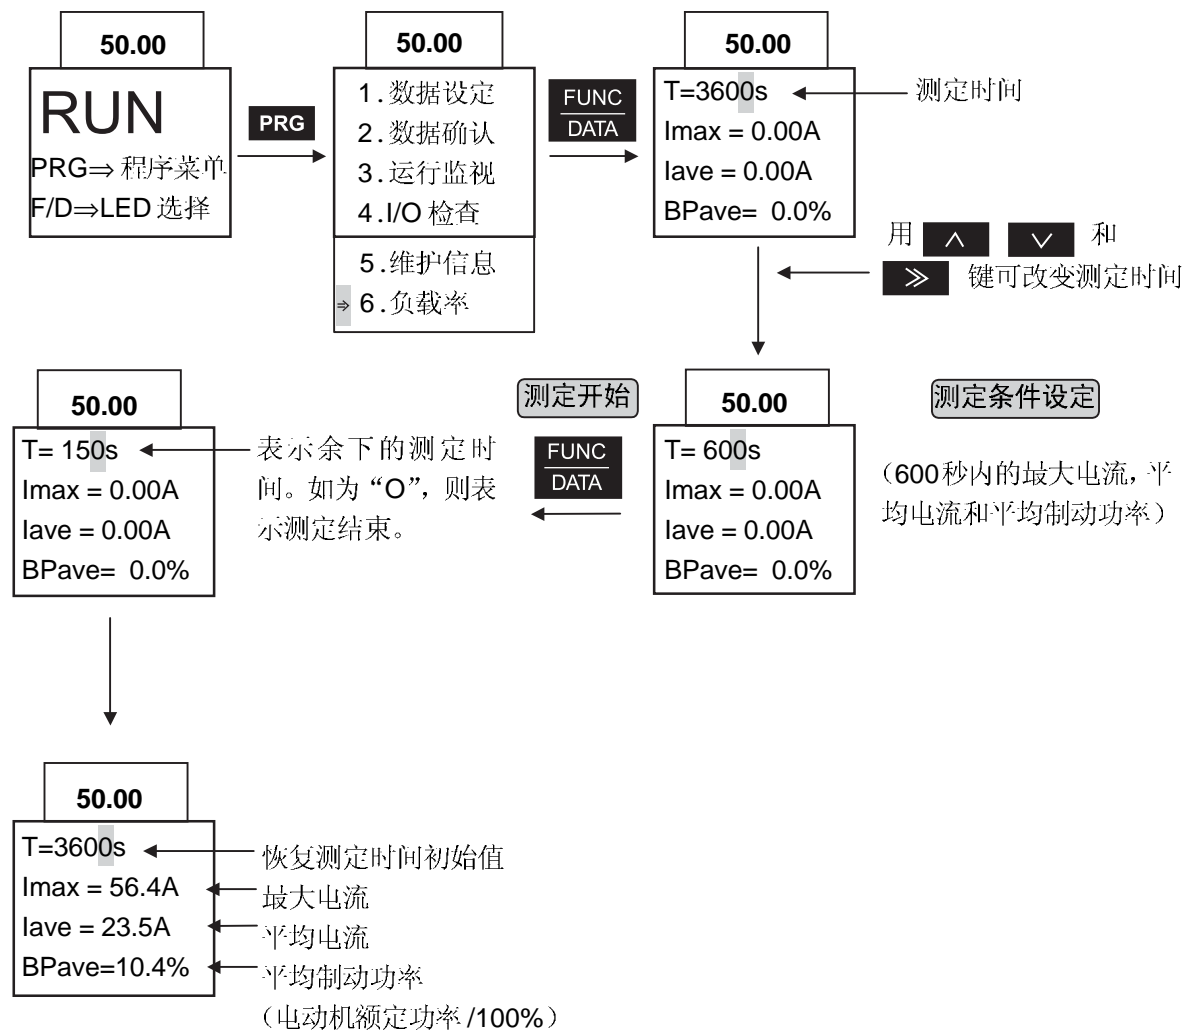 50.00
RUN
PRG⇒ 程序菜单
F/D⇒LED 选择
PRG
50.00
1.数据设定
2.数据确认
3.运行监视
4.I/O 检查
5.维护信息
⇒ 6.负载率
FUNC
DATA
50.00
T=3600s
Imax = 0.00A
Iave = 0.00A
BPave= 0.0%
测定时间
用 ∧ ∨ 和
≫ 键可改变测定时间
50.00
T= 600s
Imax = 0.00A
Iave = 0.00A
BPave= 0.0%
测定条件设定
（600秒内的最大电流，平
均电流和平均制动功率）
测定开始
FUNC
DATA
50.00
T= 150s
Imax = 0.00A
Iave = 0.00A
BPave= 0.0%
表示余下的测定时
间。如为“O”，则表
示测定结束。
50.00
T=3600s
Imax = 56.4A
Iave = 23.5A
BPave=10.4%
恢复测定时间初始值
最大电流
平均电流
平均制动功率
（电动机额定功率 /100%）